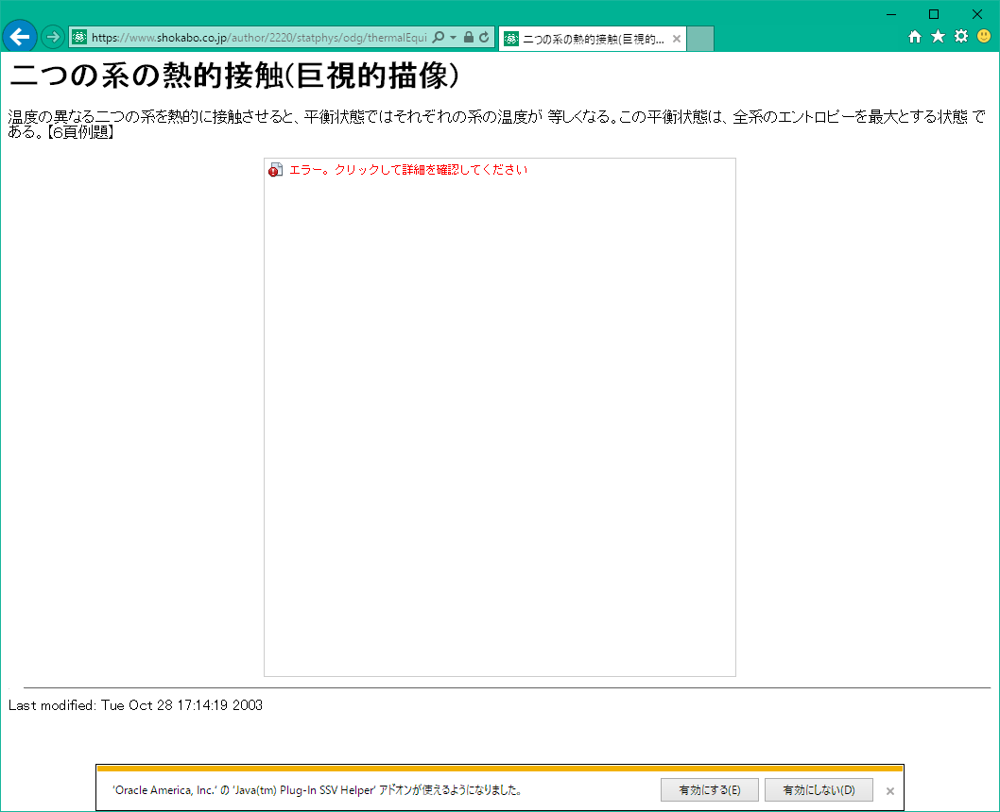 https://www.shokabo.co.jp/author/2220/statphys/odg/thermalEqui
二つの系の熱的接触(巨視的...
二つの系の熱的接触(巨視的描像)
温度の異なる二つの系を熱的に接触させると、平衡状態ではそれぞれの系の温度が 等しくなる。この平衡状態は、全系のエントロピーを最大とする状態 で
ある。【6頁例題】
エラー。クリックして詳細を確認してください
Last modified: Tue Oct 28 17:14:19 2003
'Oracle America, Inc.' の 'Java(tm) Plug-In SSV Helper' アドオンが使えるようになりました。
有効にする(E)
有効にしない(D)